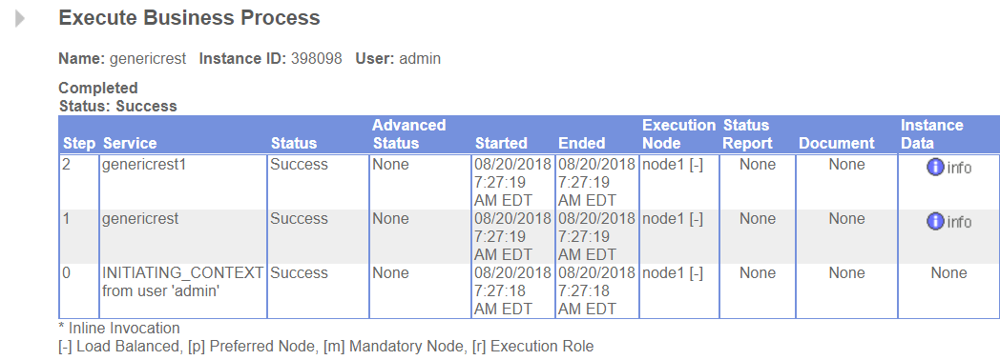 Execute Business Process
Name: genericrest Instance ID: 398098 User: admin
Completed
Status: Success
Advanced Execution Status Instance
Step Service Status Status Started Ended Node Report Document Data
2 genericrest1 Success None 08/20/2018 08/20/2018 node1 [-] None None info
7:27:19 7:27:19
AM EDT AM EDT
1 genericrest Success None 08/20/2018 08/20/2018 node1 [-] None None info
7:27:19 7:27:19
AM EDT AM EDT
0 INITIATING_CONTEXT Success None 08/20/2018 08/20/2018 node1 [-] None None None
from user 'admin' 7:27:18 7:27:18
AM EDT AM EDT
* Inline Invocation
[-] Load Balanced, [p] Preferred Node, [m] Mandatory Node, [r] Execution Role